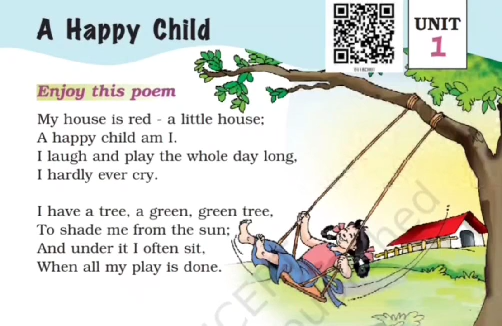 A Happy Child
UNIT
1
Enjoy this poem
My house is red - a little house;
A happy child am I.
I laugh and play the whole day long,
I hardly ever cry.
I have a tree, a green, green tree,
To shade me from the sun;
And under it I often sit,
When all my play is done.